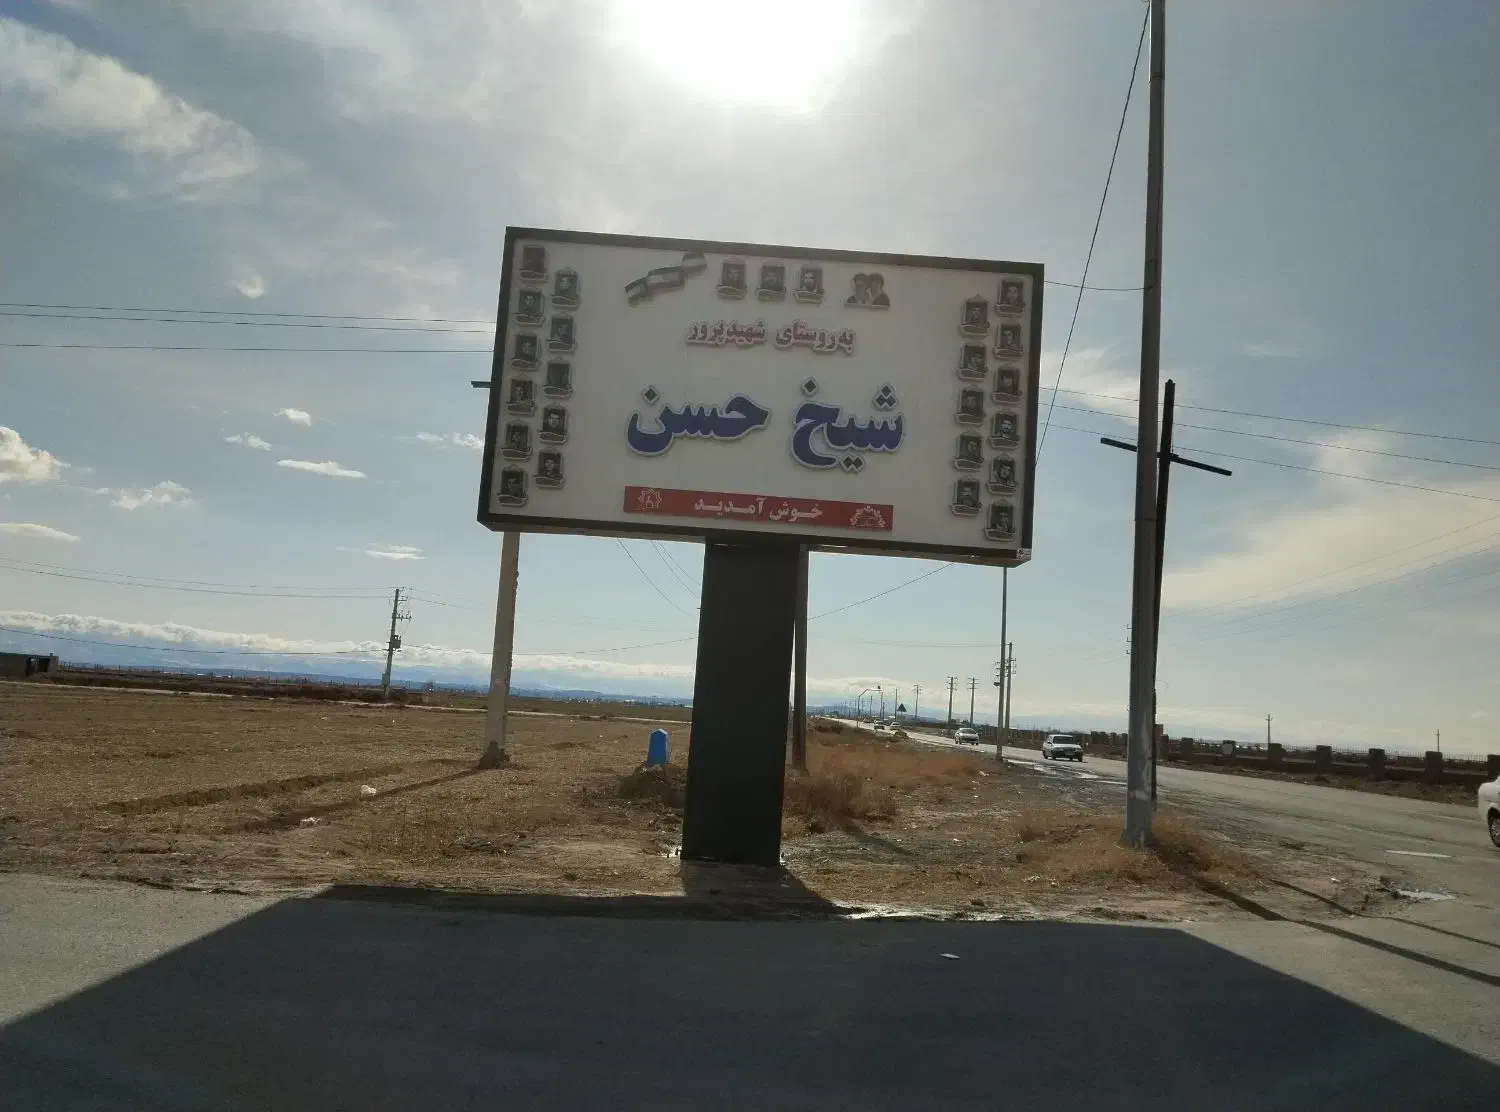 به روستای شهیدپرور
شیخ حسن
خوش آمدید